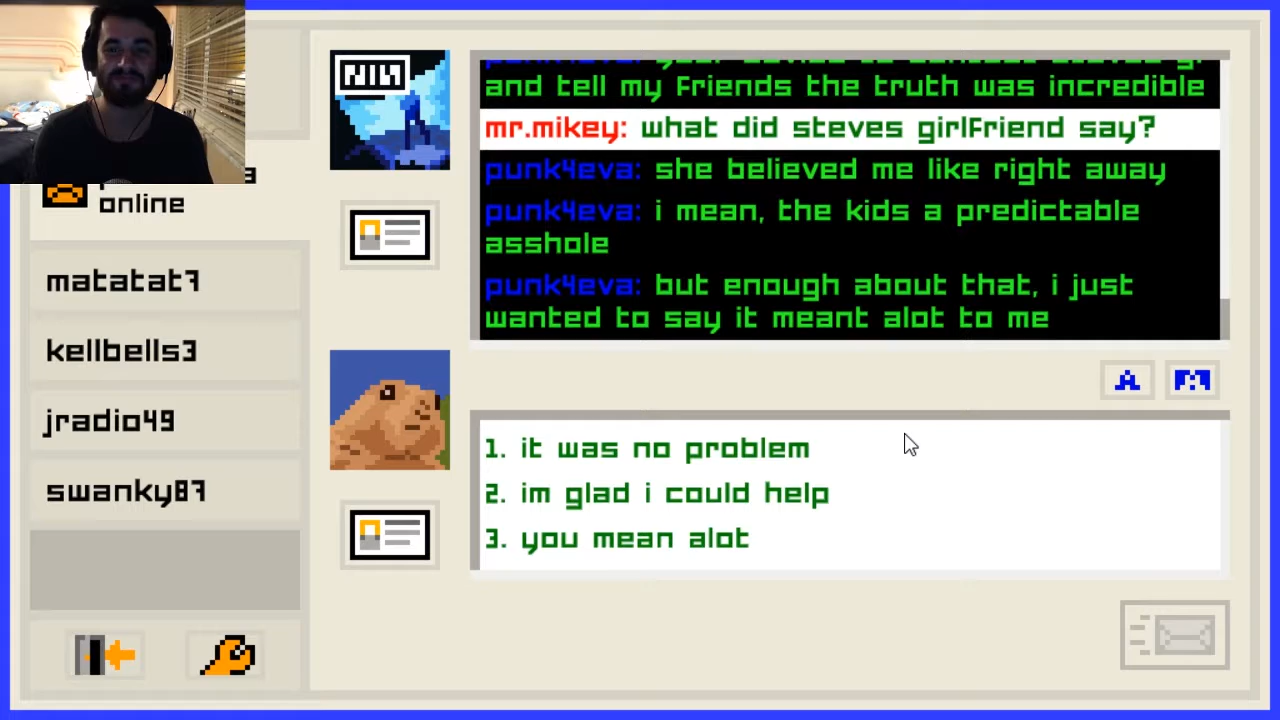 and tell my friends the truth was incredible
mr.mikey: what did steves girlfriend say?
punk4eva: she believed me like right away
punk4eva: i mean, the kids a predictable
asshole
punk4eva: but enough about that, i just
wanted to say it meant alot to me
online
matatat7
kellbells3
jradio49
swanky87
A
M
1. it was no problem
2. im glad i could help
3. you mean alot
NIN